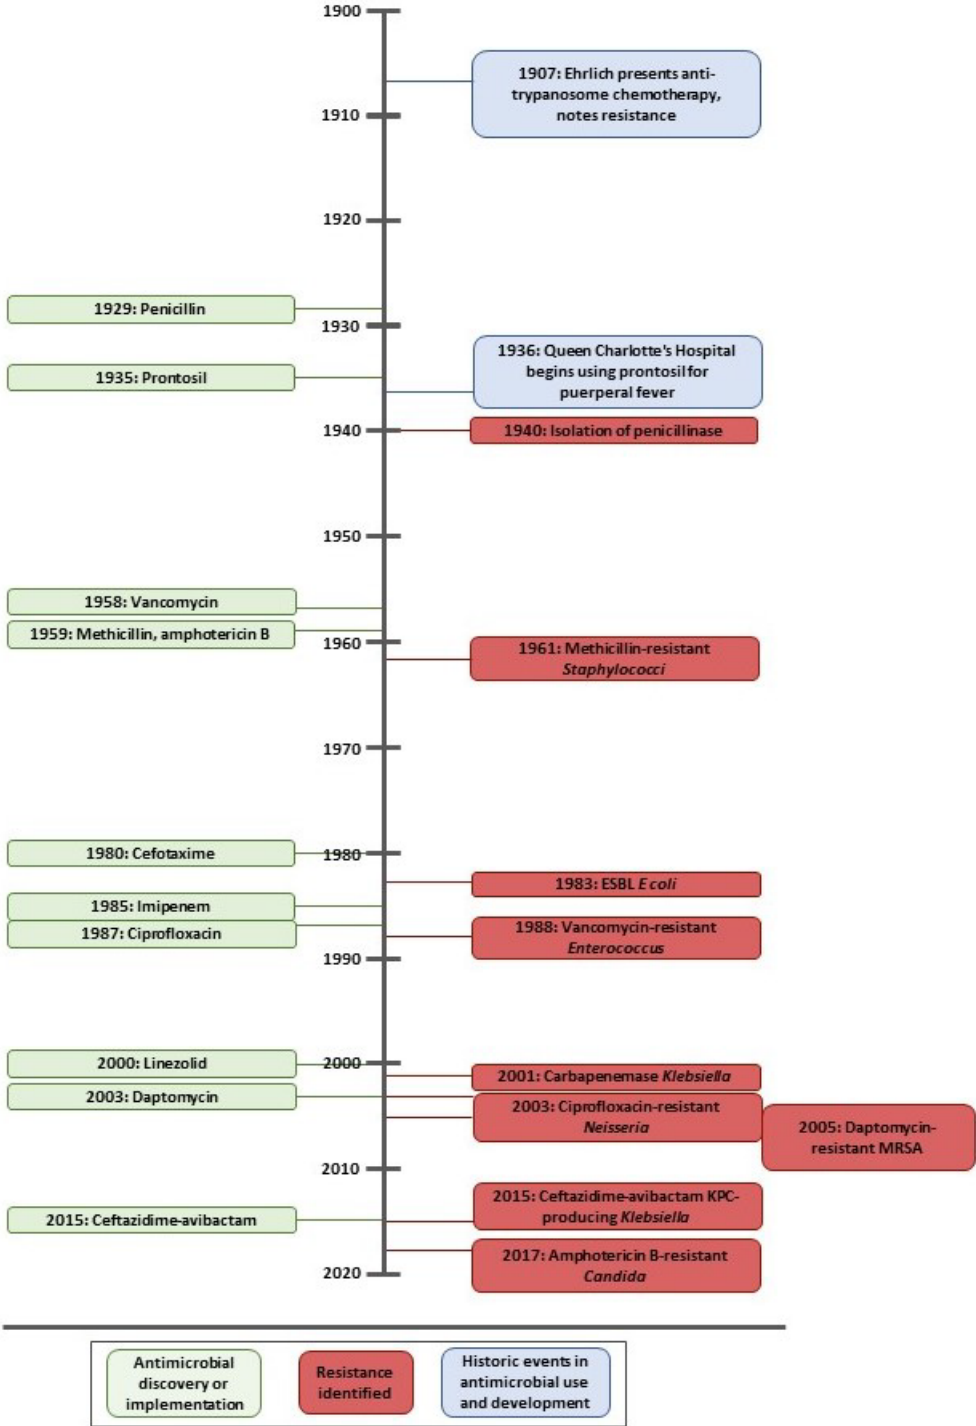 1900
1907: Ehrlich presents anti-
trypanosome chemotherapy,
notes resistance
1910
1920
1929: Penicillin
1930
1936: Queen Charlotte's Hospital
begins using prontosil for
puerperal fever
1935: Prontosil
1940
1940: Isolation of penicillinase
1950
1958: Vancomycin
1959: Methicillin, amphotericin B
1960
1961: Methicillin-resistant
Staphylococci
1970
1980: Cefotaxime
1980
1983: ESBL E coli
1985: Imipenem
1987: Ciprofloxacin
1988: Vancomycin-resistant
Enterococcus
1990
2000: Linezolid
2000
2001: Carbapenemase Klebsiella
2003: Daptomycin
2003: Ciprofloxacin-resistant
Neisseria
2005: Daptomycin-
resistant MRSA
2010
2015: Ceftazidime-avibactam KPC-
producing Klebsiella
2015: Ceftazidime-avibactam
2017: Amphotericin B-resistant
Candida
2020
Antimicrobial
discovery or
implementation
Resistance
identified
Historic events in
antimicrobial use
and development